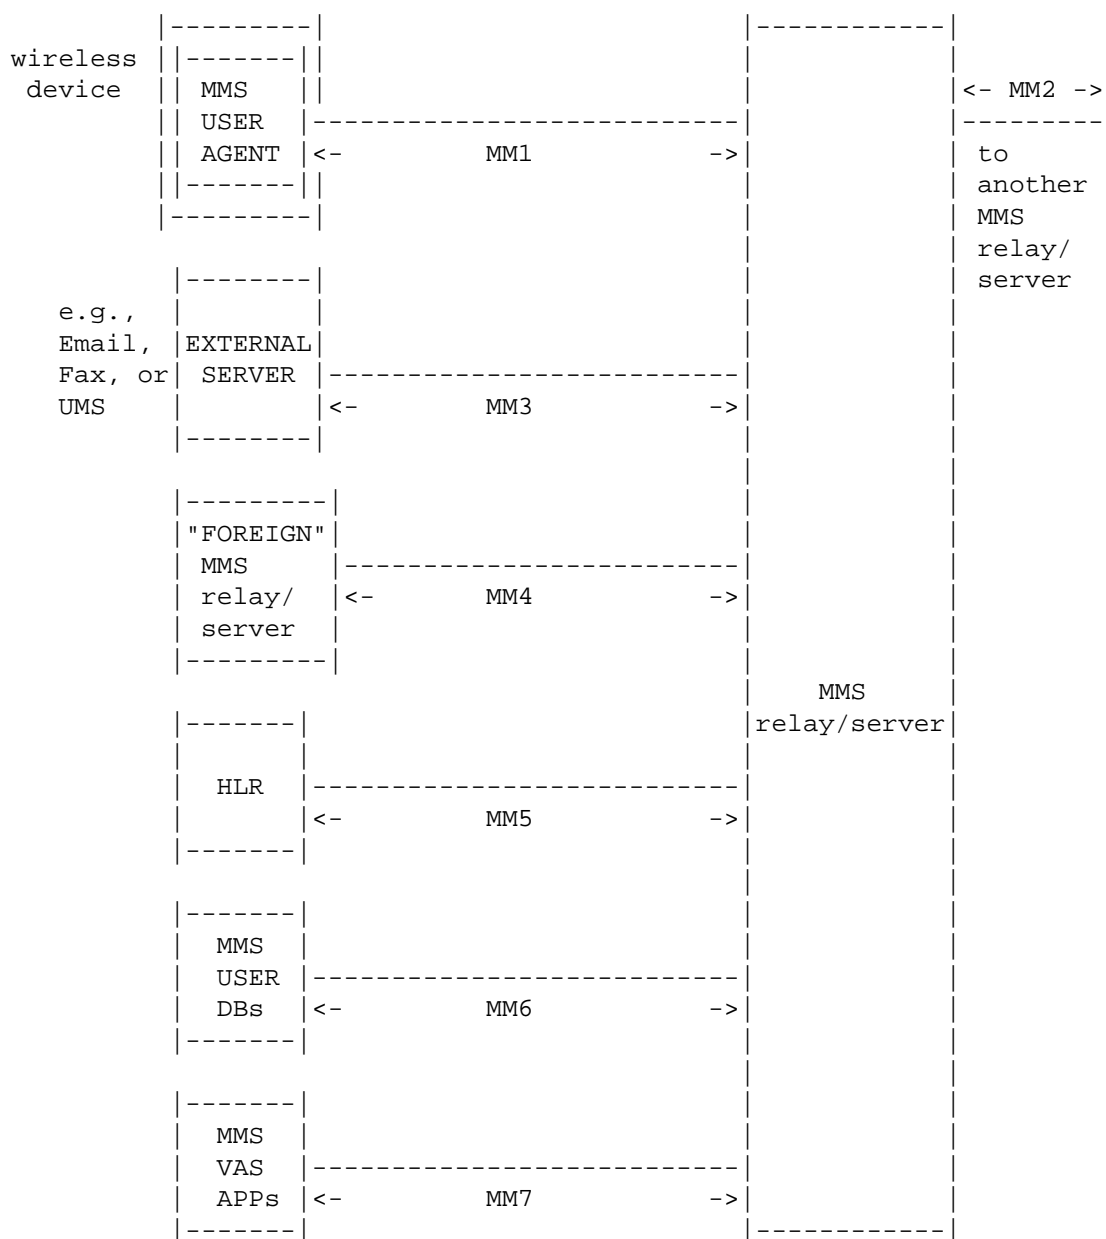 wireless
device MMS <- MM2 ->
USER
AGENT <- MM1 -> to
another
MMS
relay/
server
e.g.,
Email, EXTERNAL
Fax, or SERVER
UMS <- MM3 ->
"FOREIGN"
MMS
relay/ <- MM4 ->
server
MMS
relay/server
HLR
<- MM5 ->
MMS
USER
DBs <- MM6 ->
MMS
VAS
APPs <- MM7 ->